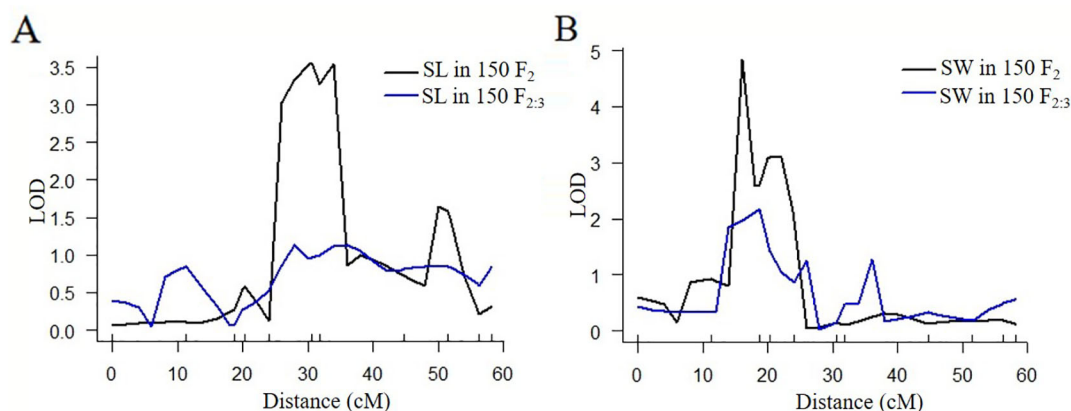 A
SL in 150 F2
SL in 150 F2:3
LOD
3.5
3.0
2.5
2.0
1.5
1.0
0.5
0.0
0 10 20 30 40 50 60
Distance (cM)
B
SW in 150 F2
SW in 150 F2:3
LOD
5
4
3
2
1
0
0 10 20 30 40 50 60
Distance (cM)